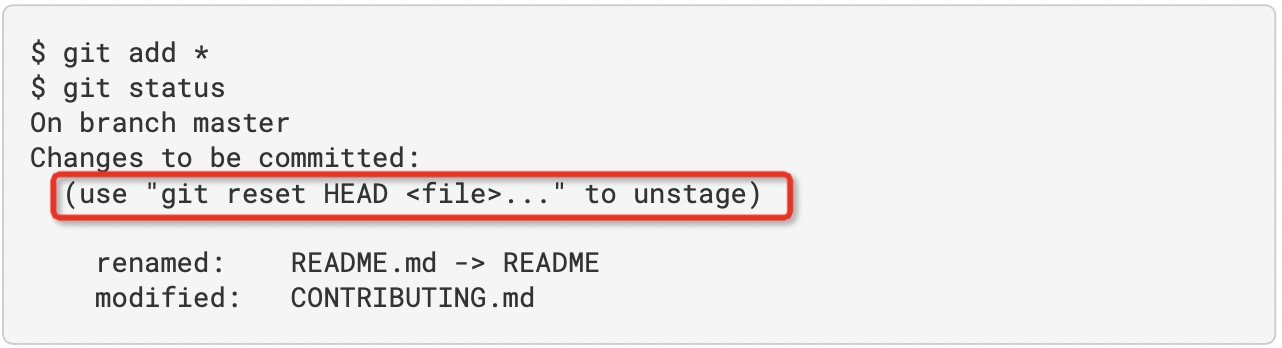 $ git add *
$ git status
On branch master
Changes to be committed:
  (use "git reset HEAD <file>..." to unstage)
    renamed:    README.md -> README
    modified:   CONTRIBUTING.md